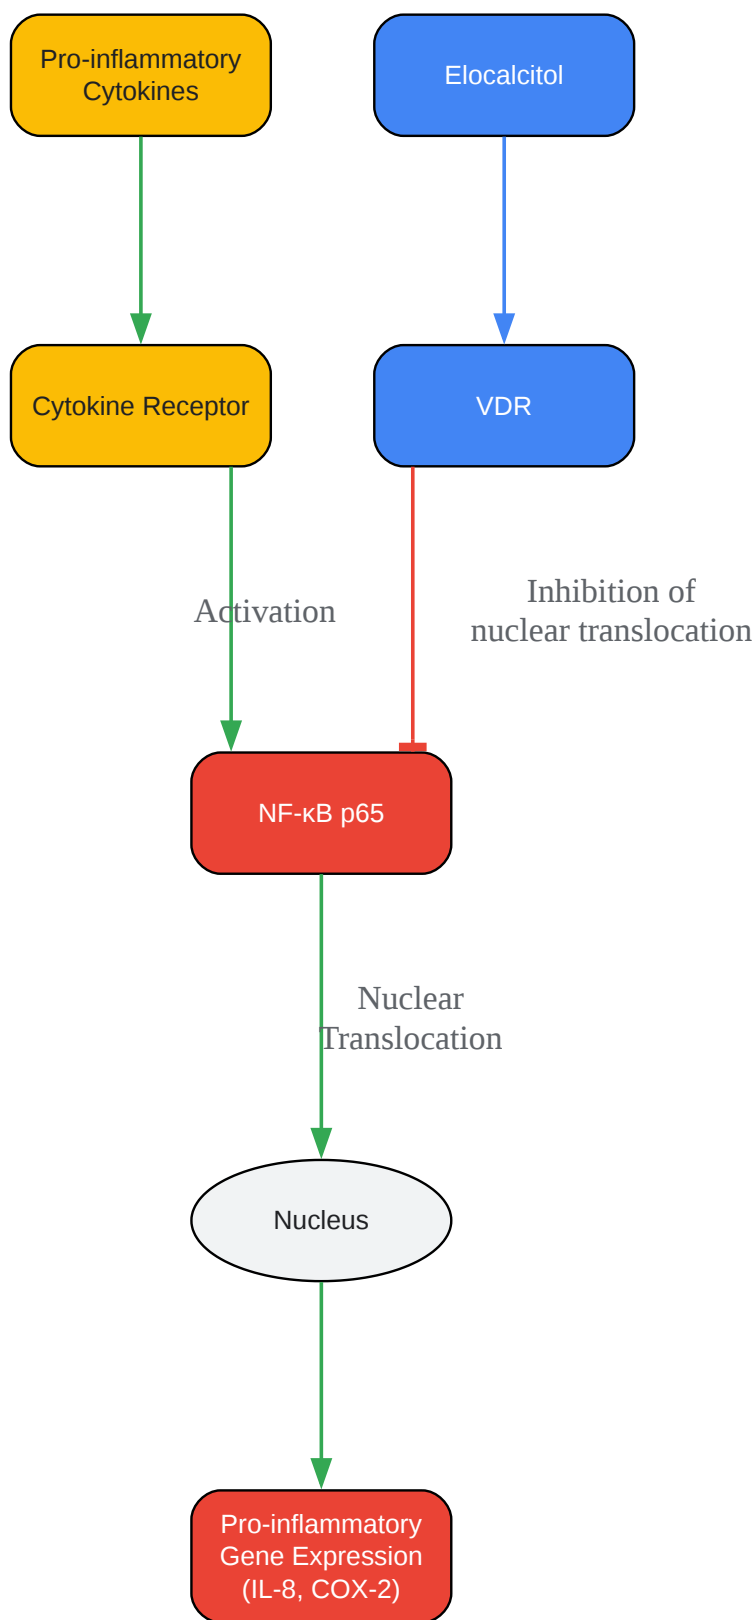 Pro-inflammatory
Cytokines
Elocalcitol
Cytokine Receptor
VDR
Activation
Inhibition of
nuclear translocation
NF-κB p65
Nuclear
Translocation
Nucleus
Pro-inflammatory
Gene Expression
(IL-8, COX-2)